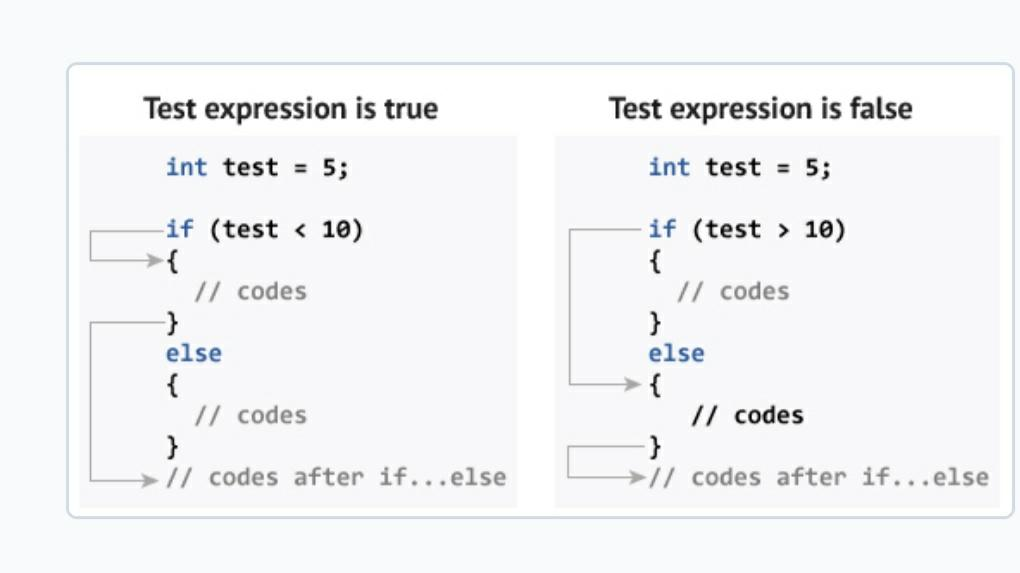 Test expression is true
int test = 5;
if (test < 10)
{
// codes
}
else
{
// codes
}
// codes after if...else
Test expression is false
int test = 5;
if (test > 10)
{
// codes
}
else
{
// codes
}
// codes after if...else